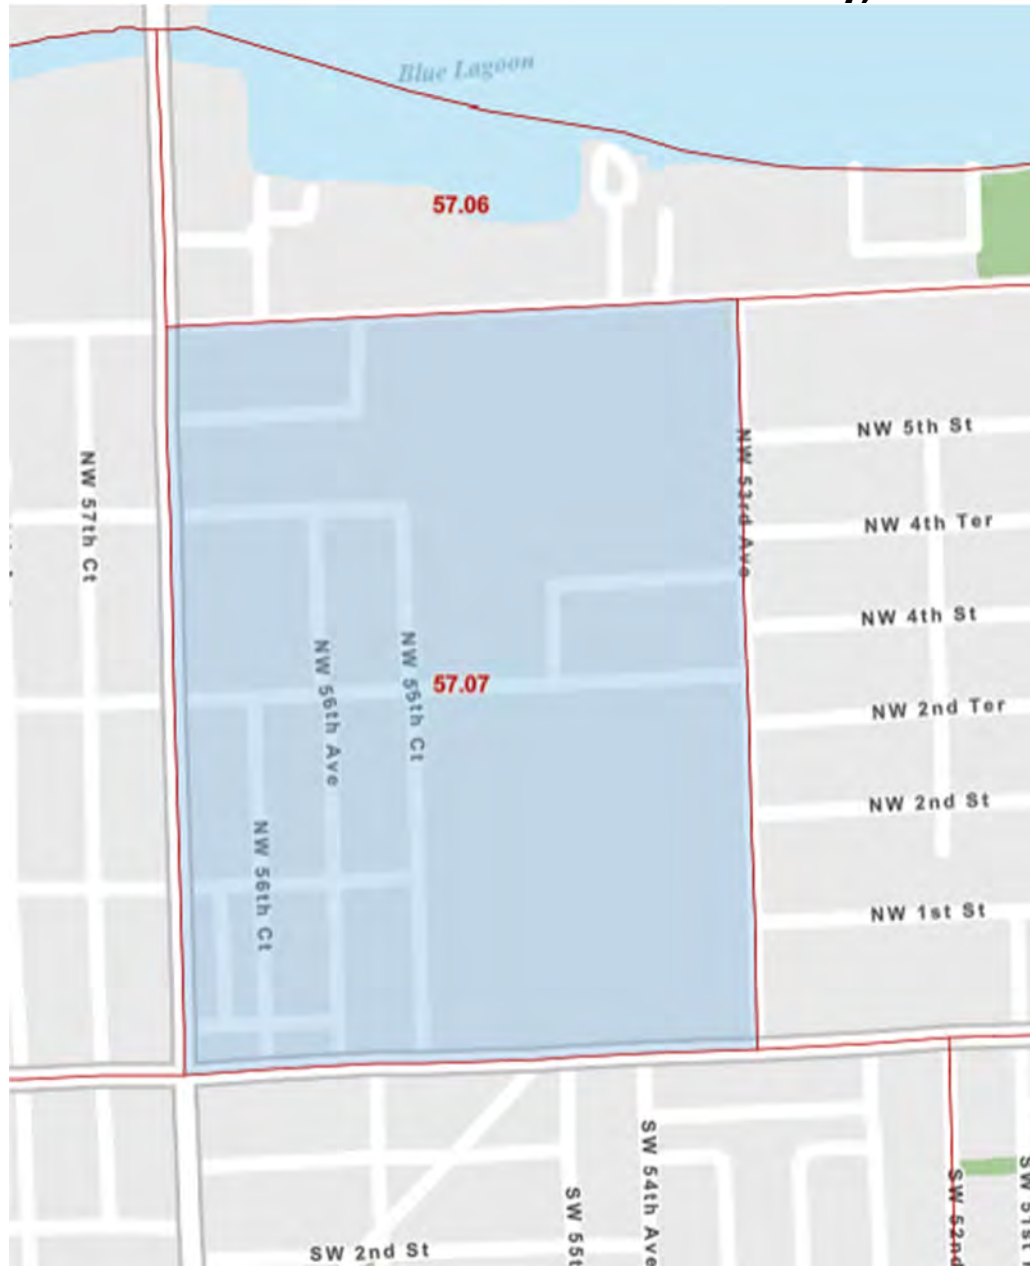 Blue Lagoon
57.06
NW 5th St
NW 57th Ct
NW 53rd Ave
NW 4th Ter
NW 4th St
NW 56th Ave
NW 55th Ct
57.07
NW 2nd Ter
NW 2nd St
NW 56th Ct
NW 1st St
SW 54th Ave
SW 55t
SW 52nd
SW 51st
SW 2nd St